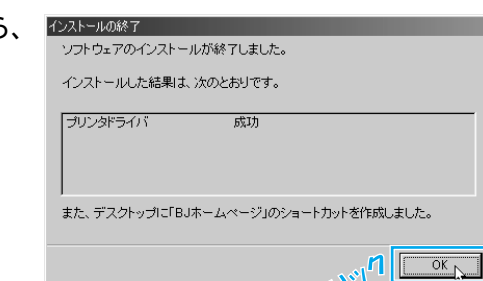 ら、
インストールの終了
ソフトウェアのインストールが終了しました。
インストールした結果は、次のとおりです。
プリンタドライバ 成功
また、デスクトップに「BJホームページ」のショートカットを作成しました。
ック
OK